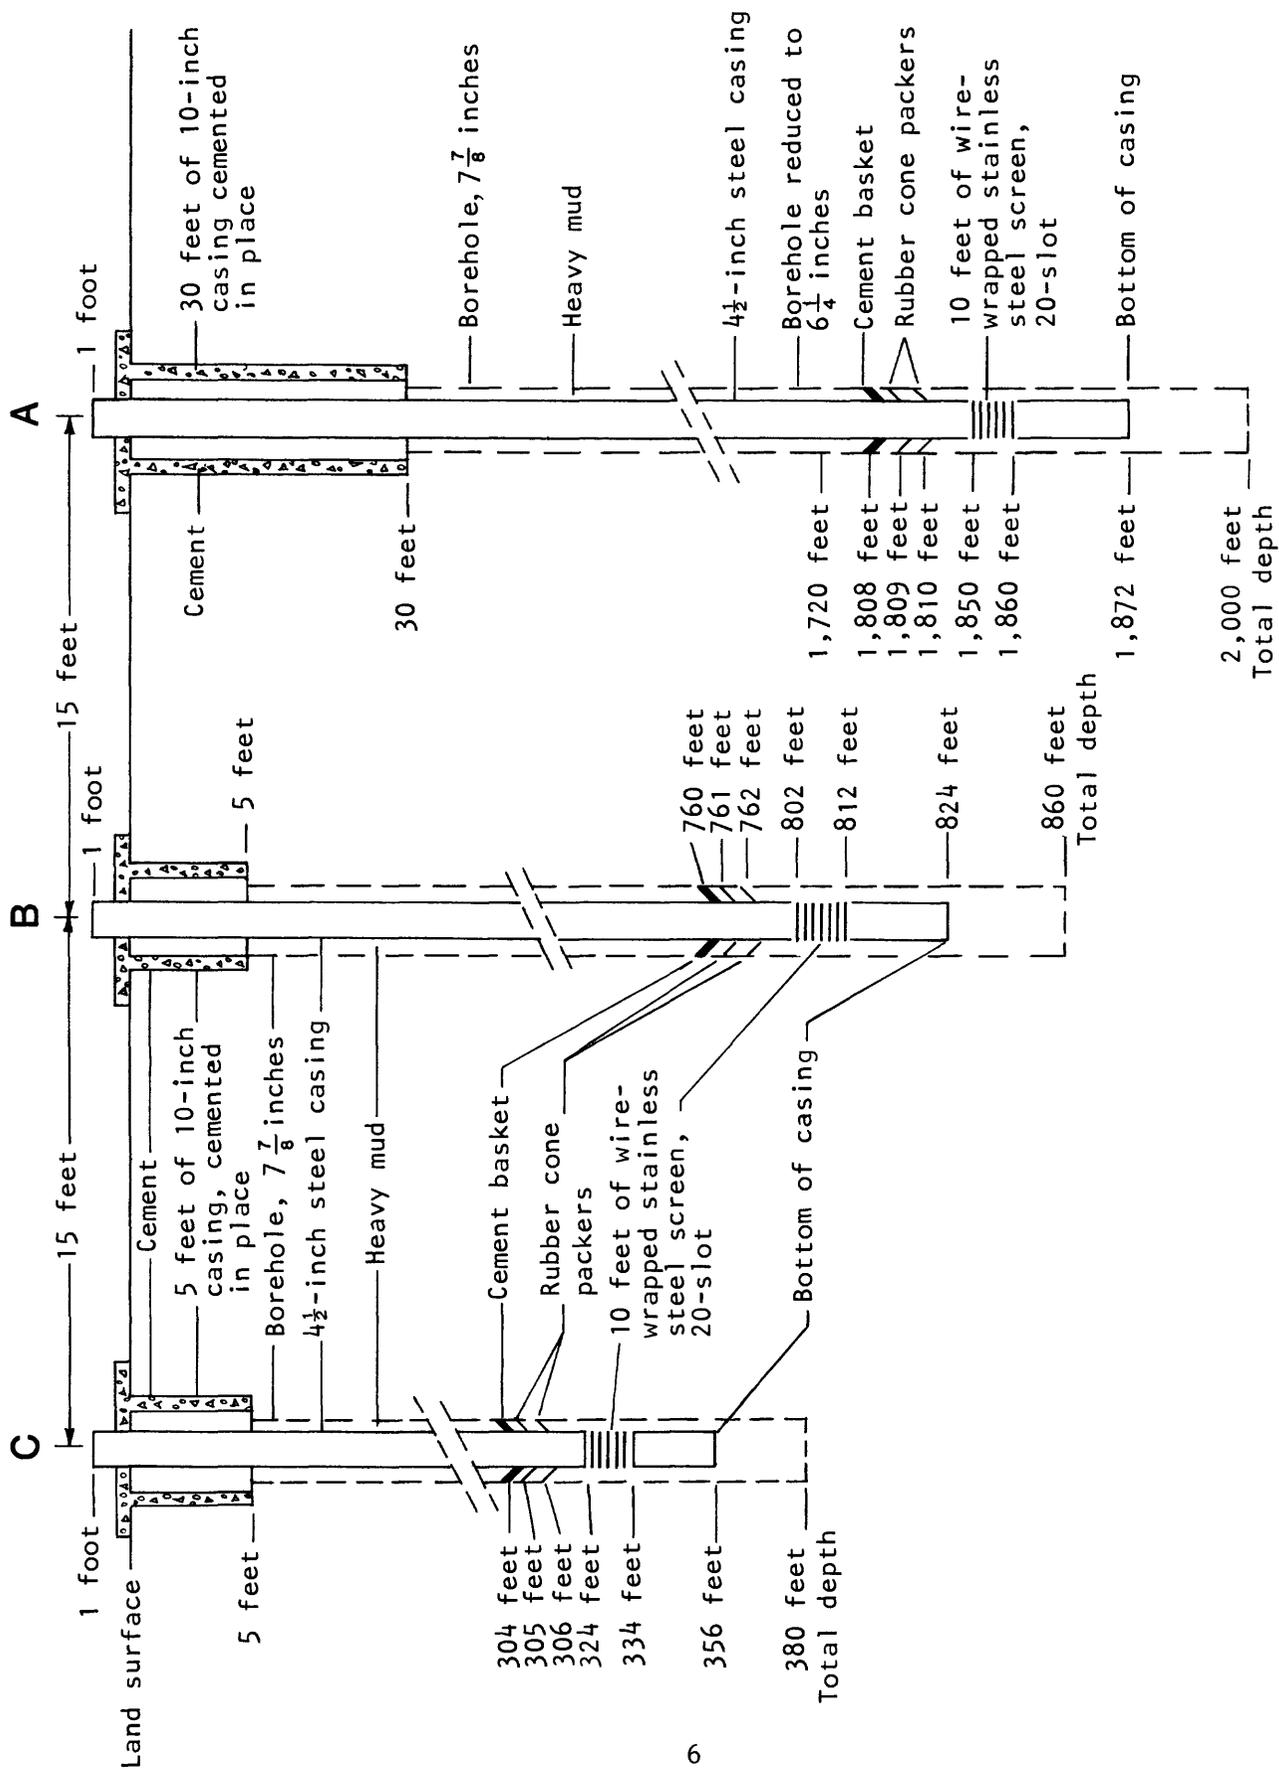 C
B
A
15 feet
15 feet
1 foot
1 foot
1 foot
Land surface
Cement
5 feet of 10-inch
casing, cemented
in place
5 feet
Borehole, 7 7/8 inches
4½-inch steel casing
Heavy mud
Cement basket
Rubber cone
packers
10 feet of wire-
wrapped stainless
steel screen,
20-slot
Bottom of casing
304 feet
305 feet
306 feet
324 feet
334 feet
356 feet
380 feet
Total depth
5 feet
760 feet
761 feet
762 feet
802 feet
812 feet
824 feet
860 feet
Total depth
Cement
30 feet
1,720 feet
1,808 feet
1,809 feet
1,810 feet
1,850 feet
1,860 feet
1,872 feet
2,000 feet
Total depth
30 feet of 10-inch
casing cemented
in place
Borehole, 7 7/8 inches
Heavy mud
4½-inch steel casing
Borehole reduced to
6¼ inches
Cement basket
Rubber cone packers
10 feet of wire-
wrapped stainless
steel screen,
20-slot
Bottom of casing
6